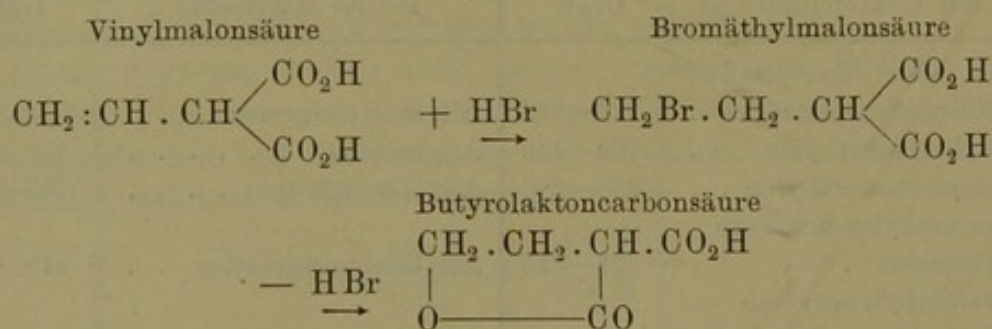 Vinylmalonsäure Bromäthylmalonsäure
CO₂H CO₂H
CH₂:CH . CH + HBr → CH₂Br . CH₂ . CH
CO₂H CO₂H
Butyrolaktoncarbonsäure
CH₂ . CH₂ . CH . CO₂H
— HBr →
O CO